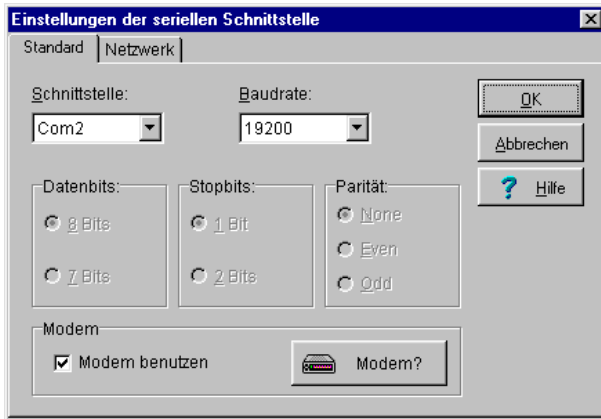 Einstellungen der seriellen Schnittstelle
Standard
Netzwerk
Schnittstelle:
Baudrate:
Com2
19200
OK
Abbrechen
? Hilfe
Datenbits:
Stopbits:
Parität:
8 Bits
1 Bit
None
Even
7 Bits
2 Bits
Odd
Modem
Modem benutzen
Modem?